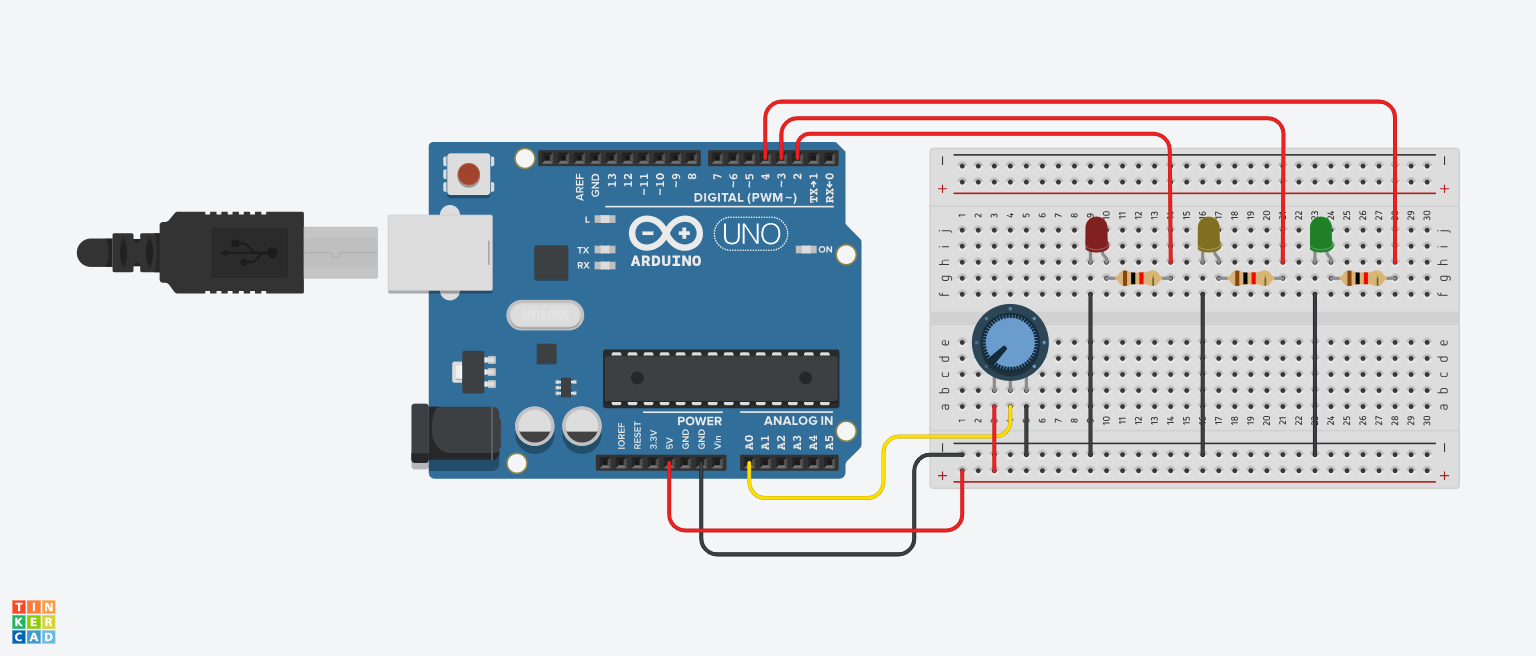 AREF
GND
13
12
~11
~10
~9
8
7
~6
~5
4
~3
2
TX→1
RX←0
DIGITAL (PWM~)
L
TX
RX
UNO
ON
ARDUINO
POWER
ANALOG IN
IOREF
RESET
3.3V
5V
GND
GND
Vin
A0
A1
A2
A3
A4
A5
− −
+ +
1 2 3 4 5 6 7 8 9 10 11 12 13 14 15 16 17 18 19 20 21 22 23 24 25 26 27 28 29 30
j j
i i
h h
g g
f f
e e
d d
c c
b b
a a
1 2 3 4 5 6 7 8 9 10 11 12 13 14 15 16 17 18 19 20 21 22 23 24 25 26 27 28 29 30
− −
+ +
TIN
KER
CAD